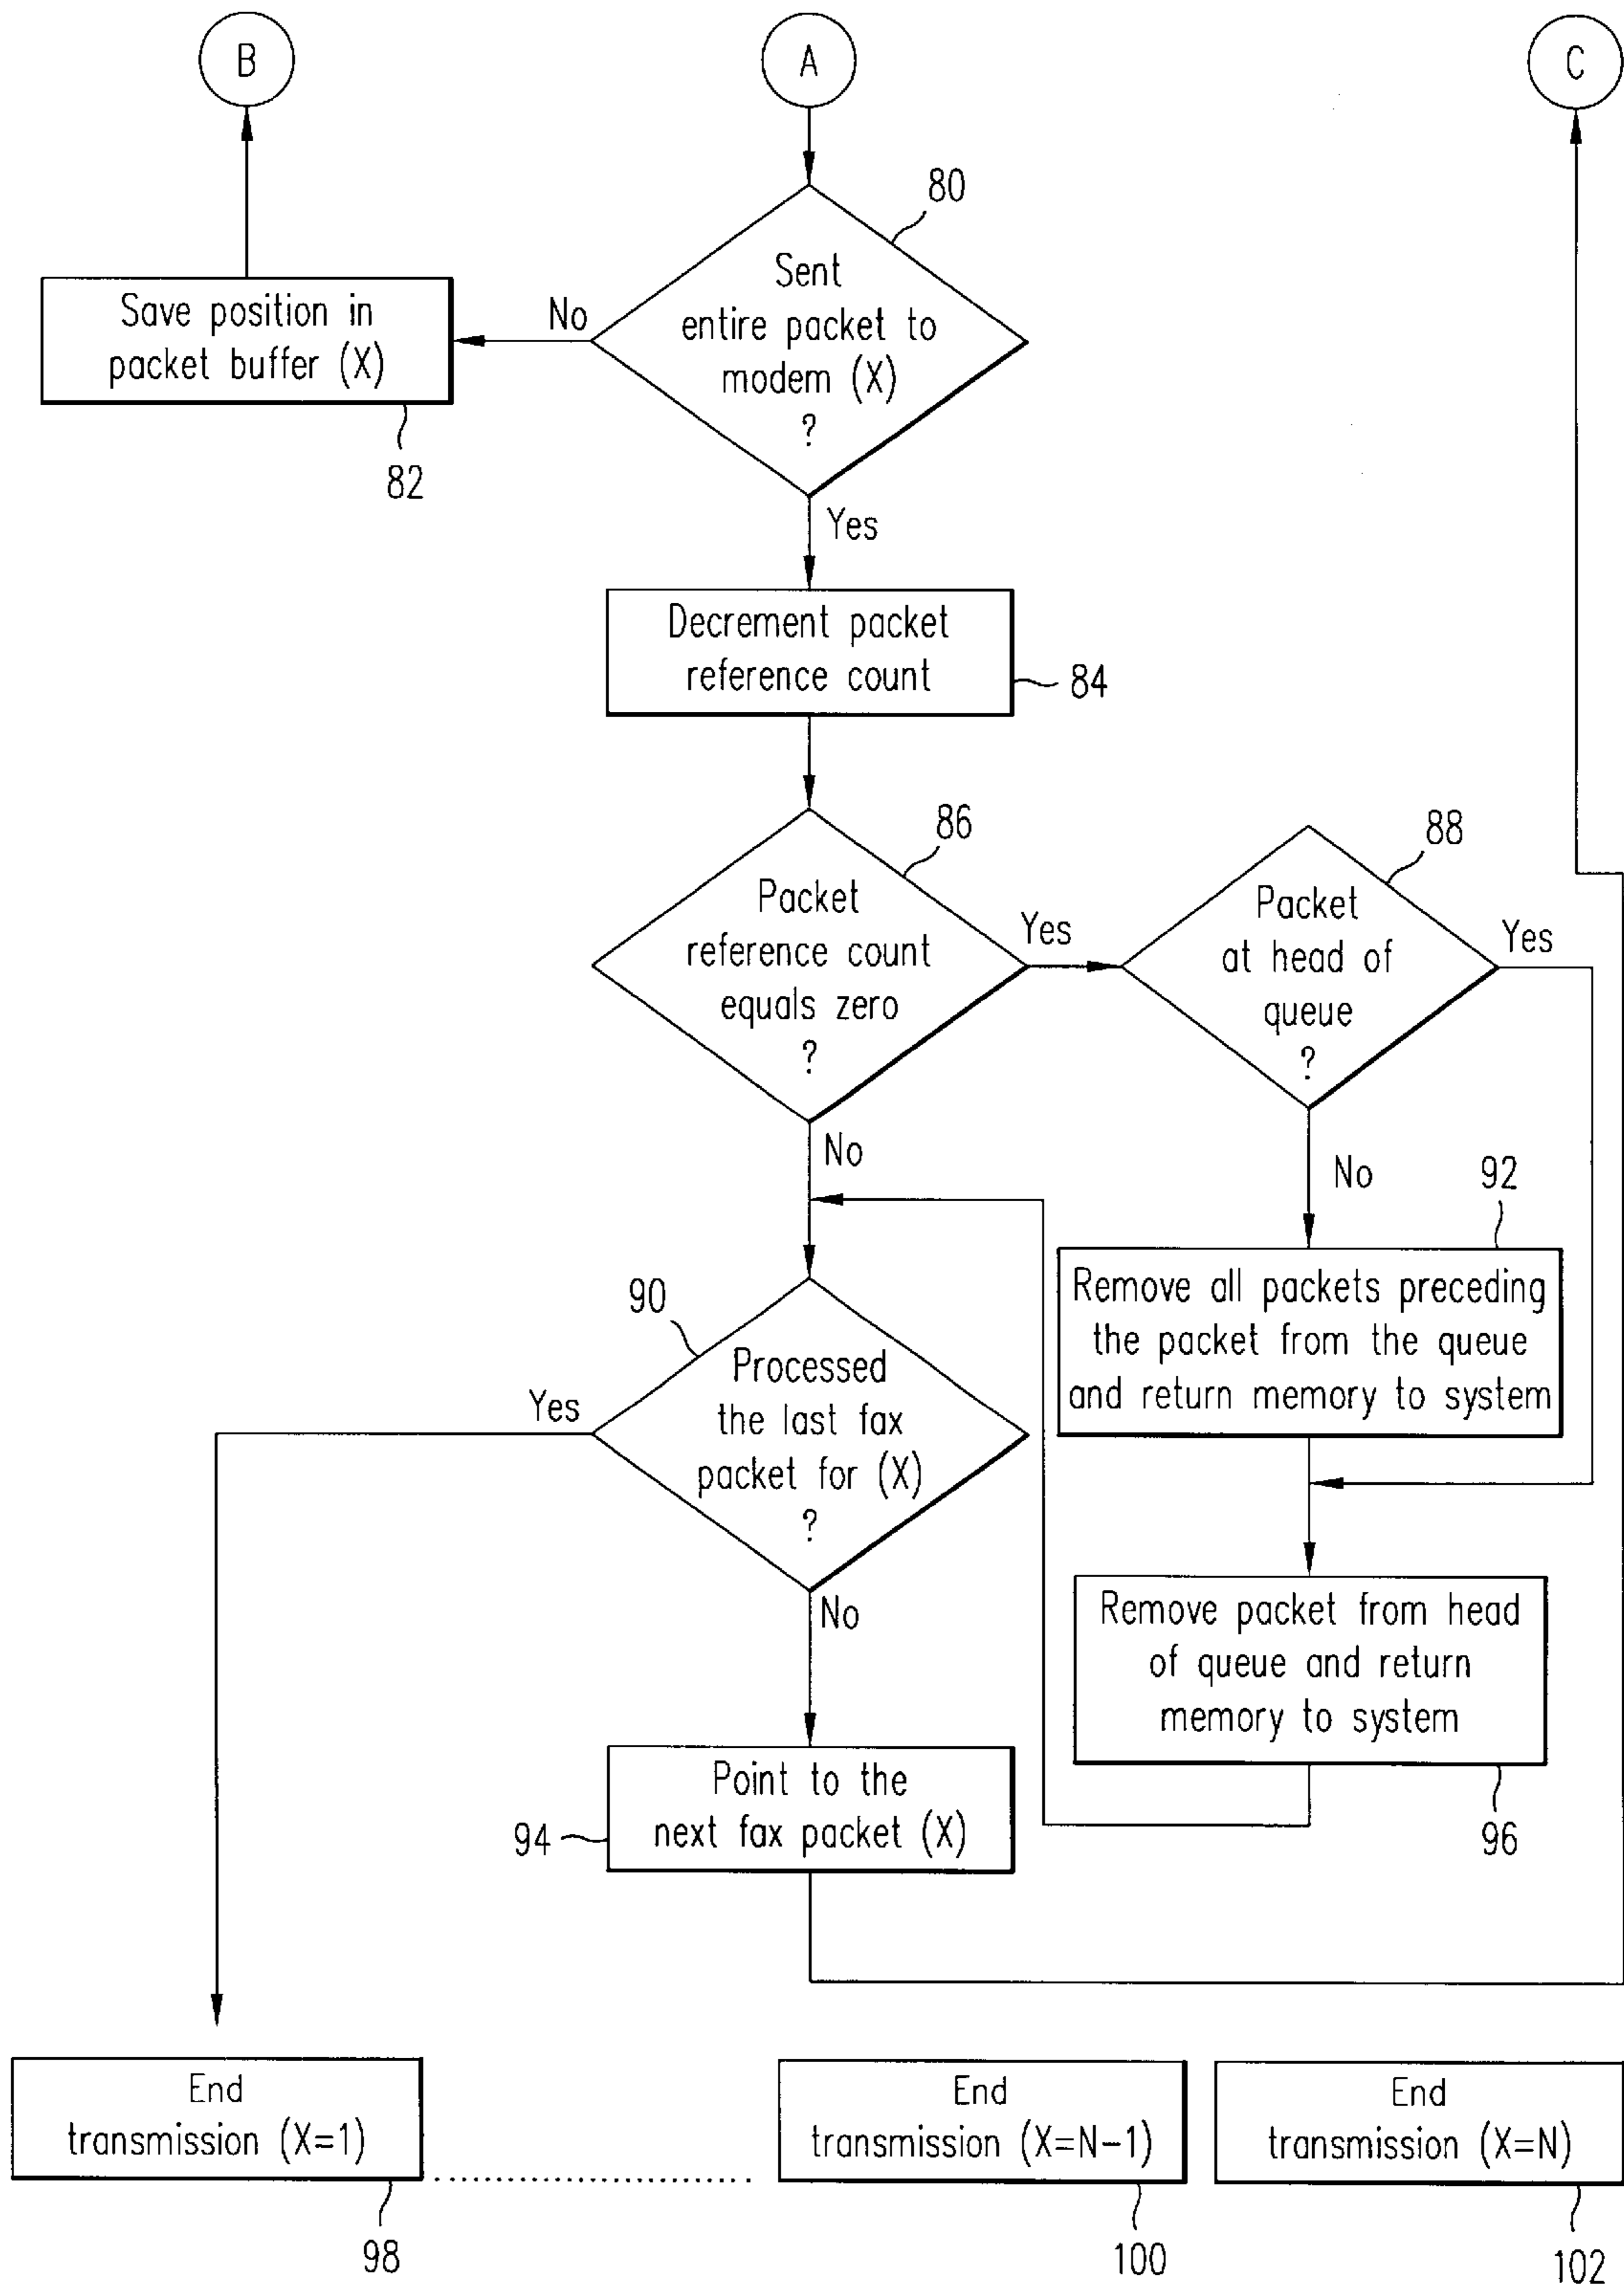 B
A
C
80
Sent
entire packet to
modem (X)
?
No
Save position in
packet buffer (X)
82
Yes
Decrement packet
reference count
84
86
Packet
reference count
equals zero
?
Yes
88
Packet
at head of
queue
?
Yes
No
No
92
Remove all packets preceding
the packet from the queue
and return memory to system
90
Processed
the last fax
packet for (X)
?
Yes
No
Remove packet from head
of queue and return
memory to system
96
Point to the
next fax packet (X)
94
End
transmission (X=1)
98
End
transmission (X=N-1)
100
End
transmission (X=N)
102